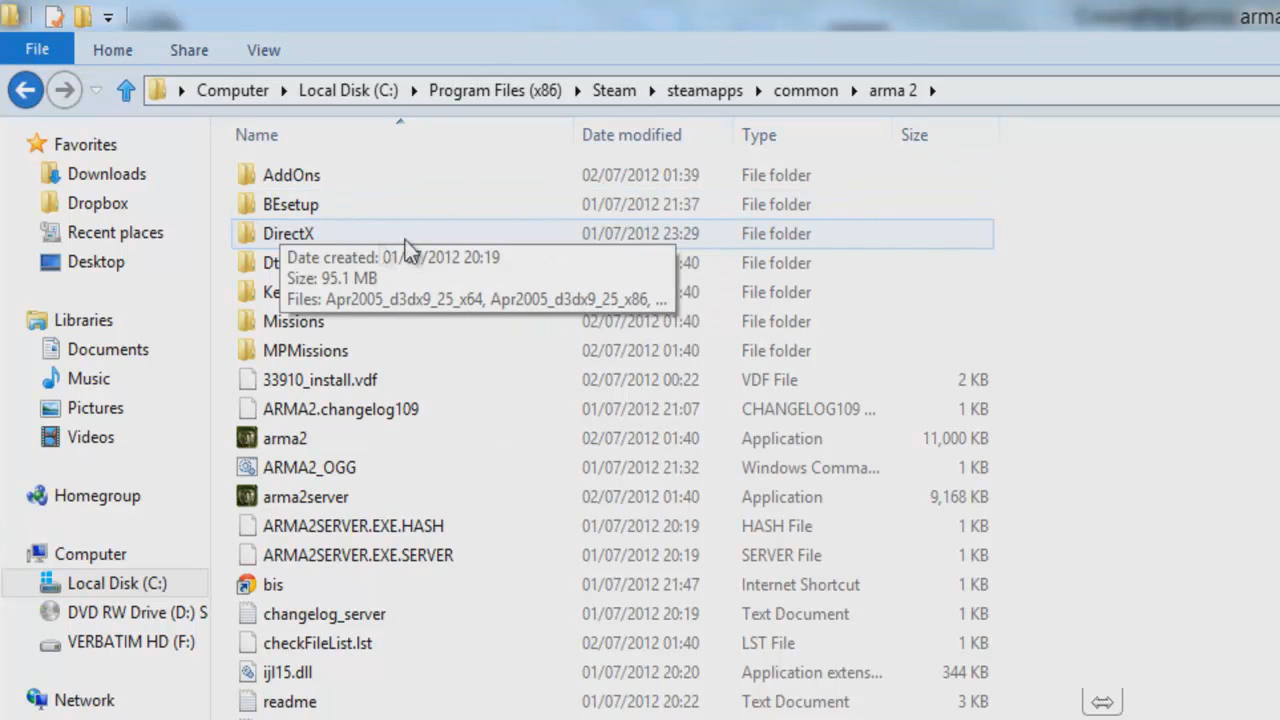 arma
File Home Share View
Computer Local Disk (C:) Program Files (x86) Steam steamapps common arma 2
Name Date modified Type Size
Favorites
Downloads
Dropbox
Recent places
Desktop
Libraries
Documents
Music
Pictures
Videos
Homegroup
Computer
Local Disk (C:)
DVD RW Drive (D:) S
VERBATIM HD (F:)
Network
AddOns 02/07/2012 01:39 File folder
BEsetup 01/07/2012 21:37 File folder
DirectX 01/07/2012 23:29 File folder
Date created: 01/07/2012 20:19
Size: 95.1 MB
Files: Apr2005_d3dx9_25_x64, Apr2005_d3dx9_25_x86, ...
Dt :40 File folder
Ke :40 File folder
Missions 02/07/2012 01:40 File folder
MPMissions 02/07/2012 01:40 File folder
33910_install.vdf 02/07/2012 00:22 VDF File 2 KB
ARMA2.changelog109 01/07/2012 21:07 CHANGELOG109 ... 1 KB
arma2 02/07/2012 01:40 Application 11,000 KB
ARMA2_OGG 01/07/2012 21:32 Windows Comma... 1 KB
arma2server 02/07/2012 01:40 Application 9,168 KB
ARMA2SERVER.EXE.HASH 01/07/2012 20:19 HASH File 1 KB
ARMA2SERVER.EXE.SERVER 01/07/2012 20:19 SERVER File 1 KB
bis 01/07/2012 21:47 Internet Shortcut 1 KB
changelog_server 01/07/2012 20:19 Text Document 1 KB
checkFileList.lst 02/07/2012 01:40 LST File 1 KB
ijl15.dll 01/07/2012 20:20 Application extens... 344 KB
readme 01/07/2012 20:22 Text Document 3 KB